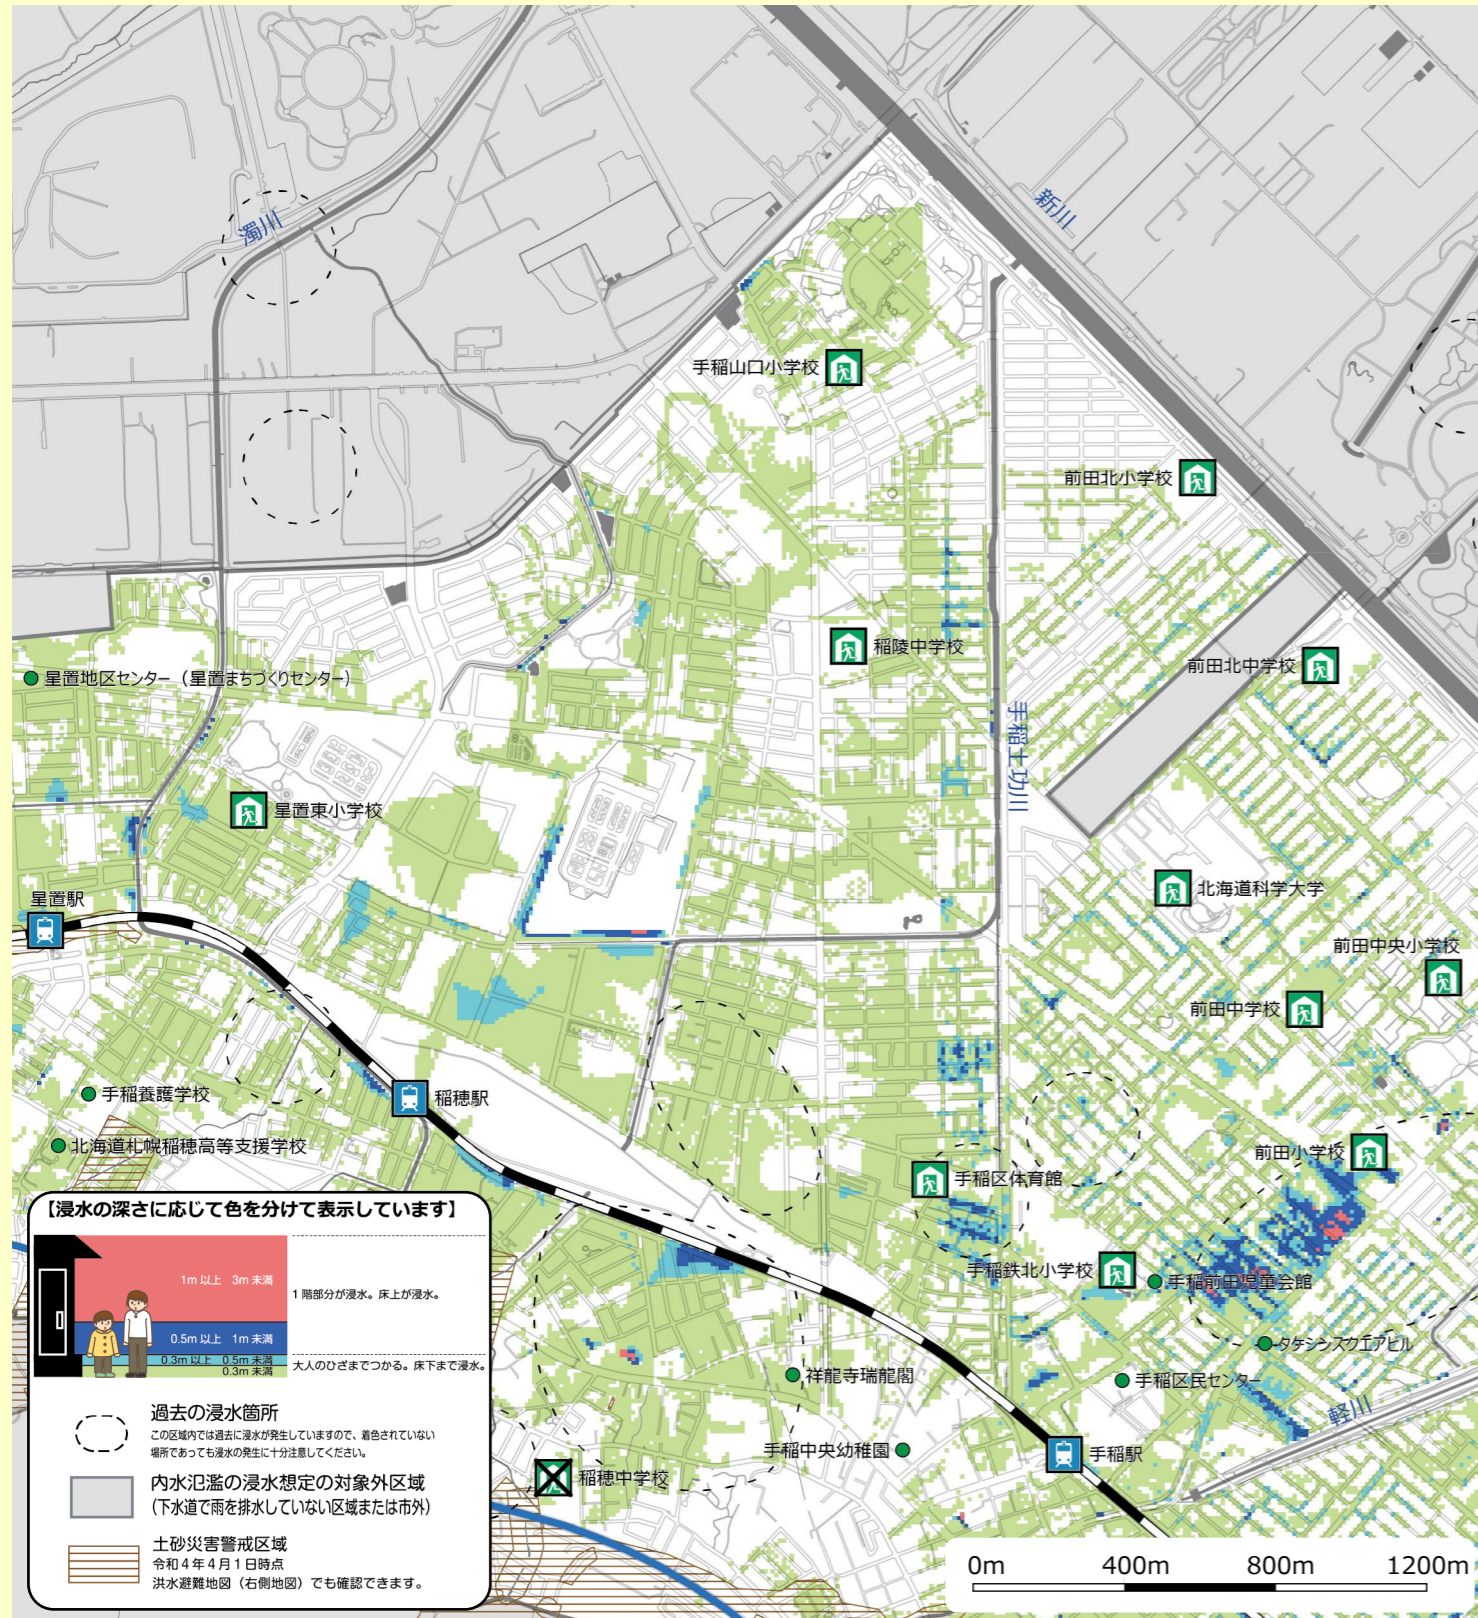 濁川
新川
手稲山口小学校
前田北小学校
稲陵中学校
前田北中学校
星置地区センター（星置まちづくりセンター）
手稲土功川
星置東小学校
北海道科学大学
星置駅
前田中央小学校
前田中学校
手稲養護学校
稲穂駅
北海道札幌稲穂高等支援学校
前田小学校
手稲区体育館
手稲鉄北小学校
手稲前田児童会館
タケシンスクエアビル
祥龍寺瑞龍閣
手稲区民センター
軽川
手稲中央幼稚園
手稲駅
稲穂中学校
【浸水の深さに応じて色を分けて表示しています】
1m 以上 3m 未満
1 階部分が浸水。床上が浸水。
0.5m 以上 1m 未満
0.3m 以上 0.5m 未満
0.3m 未満
大人のひざまでつかる。床下まで浸水。
過去の浸水箇所
この区域内では過去に浸水が発生していますので、着色されていない
場所であっても浸水の発生に十分注意してください。
内水氾濫の浸水想定の対象外区域
（下水道で雨を排水していない区域または市外）
土砂災害警戒区域
令和４年４月１日時点
洪水避難地図（右側地図）でも確認できます。
0m 400m 800m 1200m